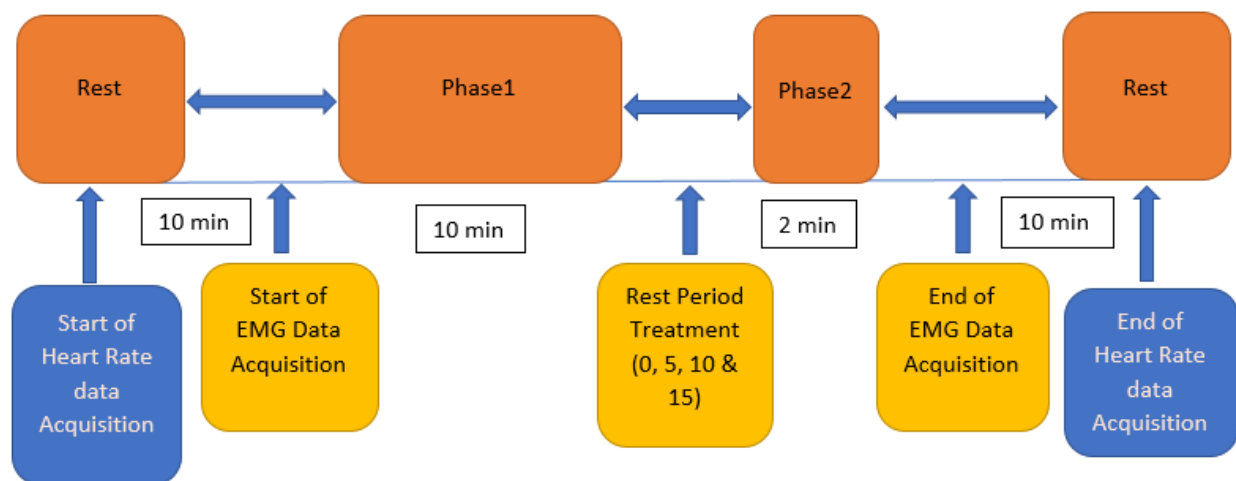 Rest
Phase1
Phase2
Rest
10 min
10 min
2 min
10 min
Start of
Heart Rate
data
Acquisition
Start of
EMG Data
Acquisition
Rest Period
Treatment
(0, 5, 10 &
15)
End of
EMG Data
Acquisition
End of
Heart Rate
data
Acquisition